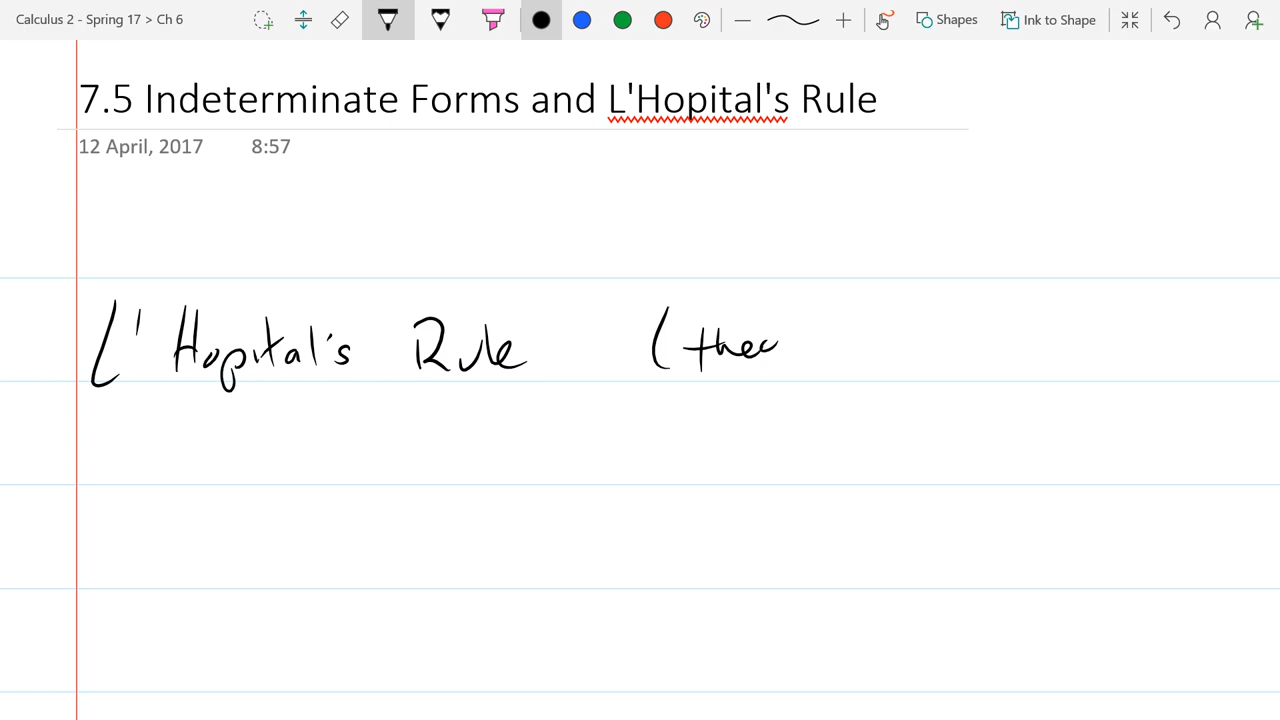 Calculus 2 - Spring 17 > Ch 6 Shapes Ink to Shape
7.5 Indeterminate Forms and L'Hopital's Rule
12 April, 2017 8:57
L'Hopital's Rule (theo